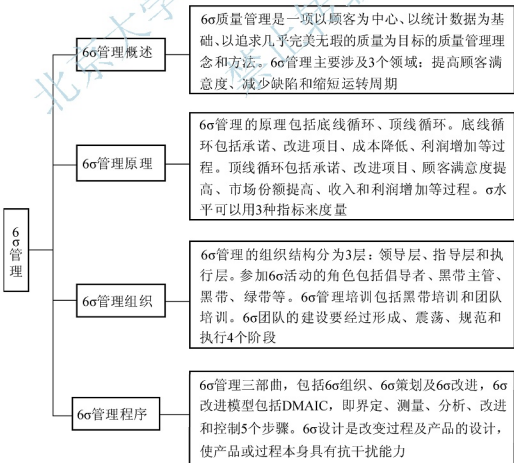 6σ管理
6σ管理概述
6σ质量管理是一项以顾客为中心、以统计数据为基
础、以追求几乎完美无瑕的质量为目标的质量管理理
念和方法。6σ管理主要涉及3个领域：提高顾客满
意度、减少缺陷和缩短运转周期
6σ管理原理
6σ管理的原理包括底线循环、顶线循环。底线循
环包括承诺、改进项目、成本降低、利润增加等过
程。顶线循环包括承诺、改进项目、顾客满意度提
高、市场份额提高、收入和利润增加等过程。σ水
平可以用3种指标来度量
6σ管理组织
6σ管理的组织结构分为3层：领导层、指导层和执
行层。参加6σ活动的角色包括倡导者、黑带主管、
黑带、绿带等。6σ管理培训包括黑带培训和团队
培训。6σ团队的建设要经过形成、震荡、规范和
执行4个阶段
6σ管理程序
6σ管理三部曲，包括6σ组织、6σ策划及6σ改进，6σ
改进模型包括DMAIC，即界定、测量、分析、改进
和控制5个步骤。6σ设计是改变过程及产品的设计，
使产品或过程本身具有抗干扰能力
北京大学